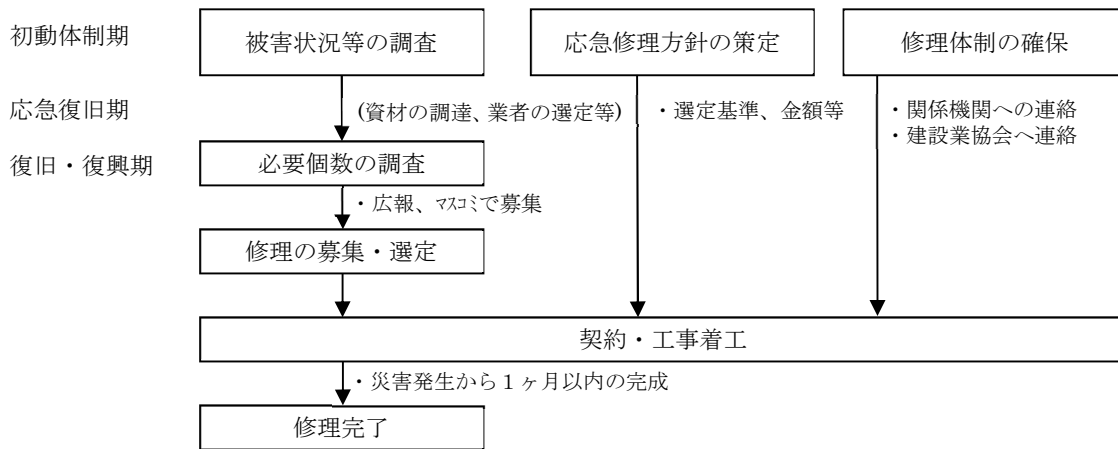 初動体制期
被害状況等の調査
応急修理方針の策定
修理体制の確保
応急復旧期
(資材の調達、業者の選定等)
・選定基準、金額等
・関係機関への連絡
・建設業協会へ連絡
復旧・復興期
必要個数の調査
・広報、ﾏｽｺﾐで募集
修理の募集・選定
契約・工事着工
・災害発生から1ヶ月以内の完成
修理完了